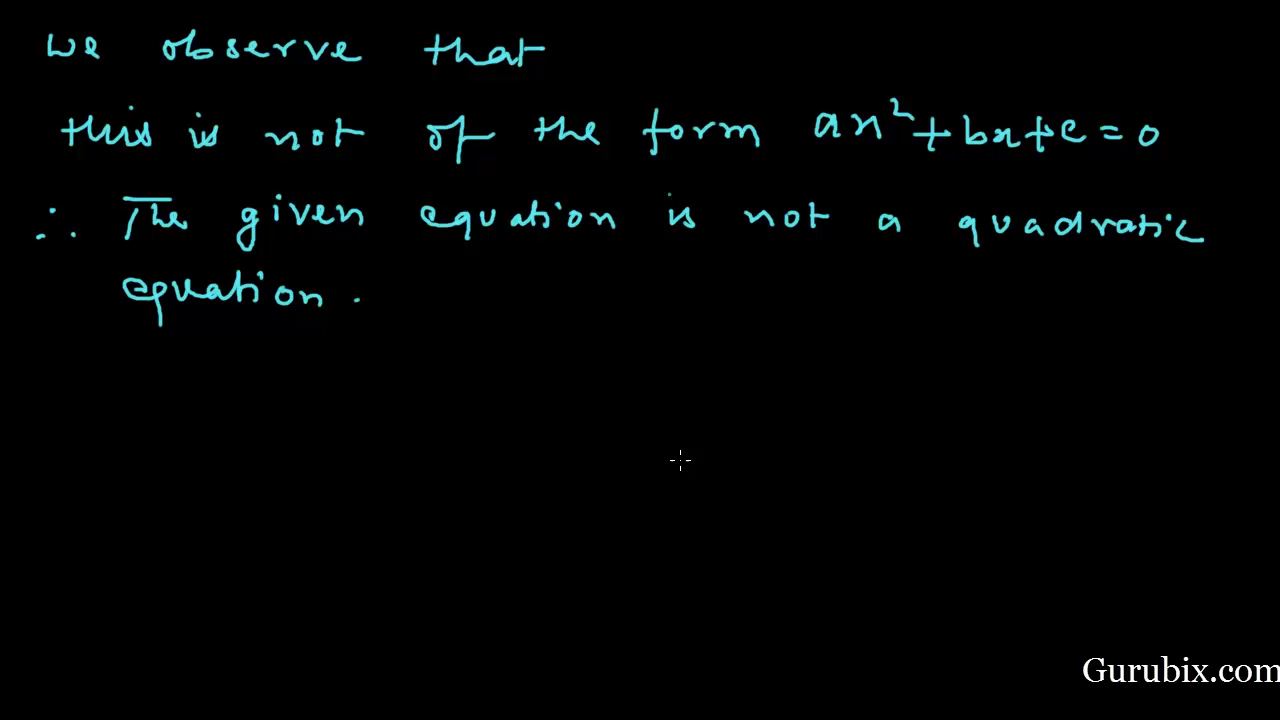 we observe that
this is not of the form ax²+bx+c=0
∴ The given equation is not a quadratic
equation.
Gurubix.com